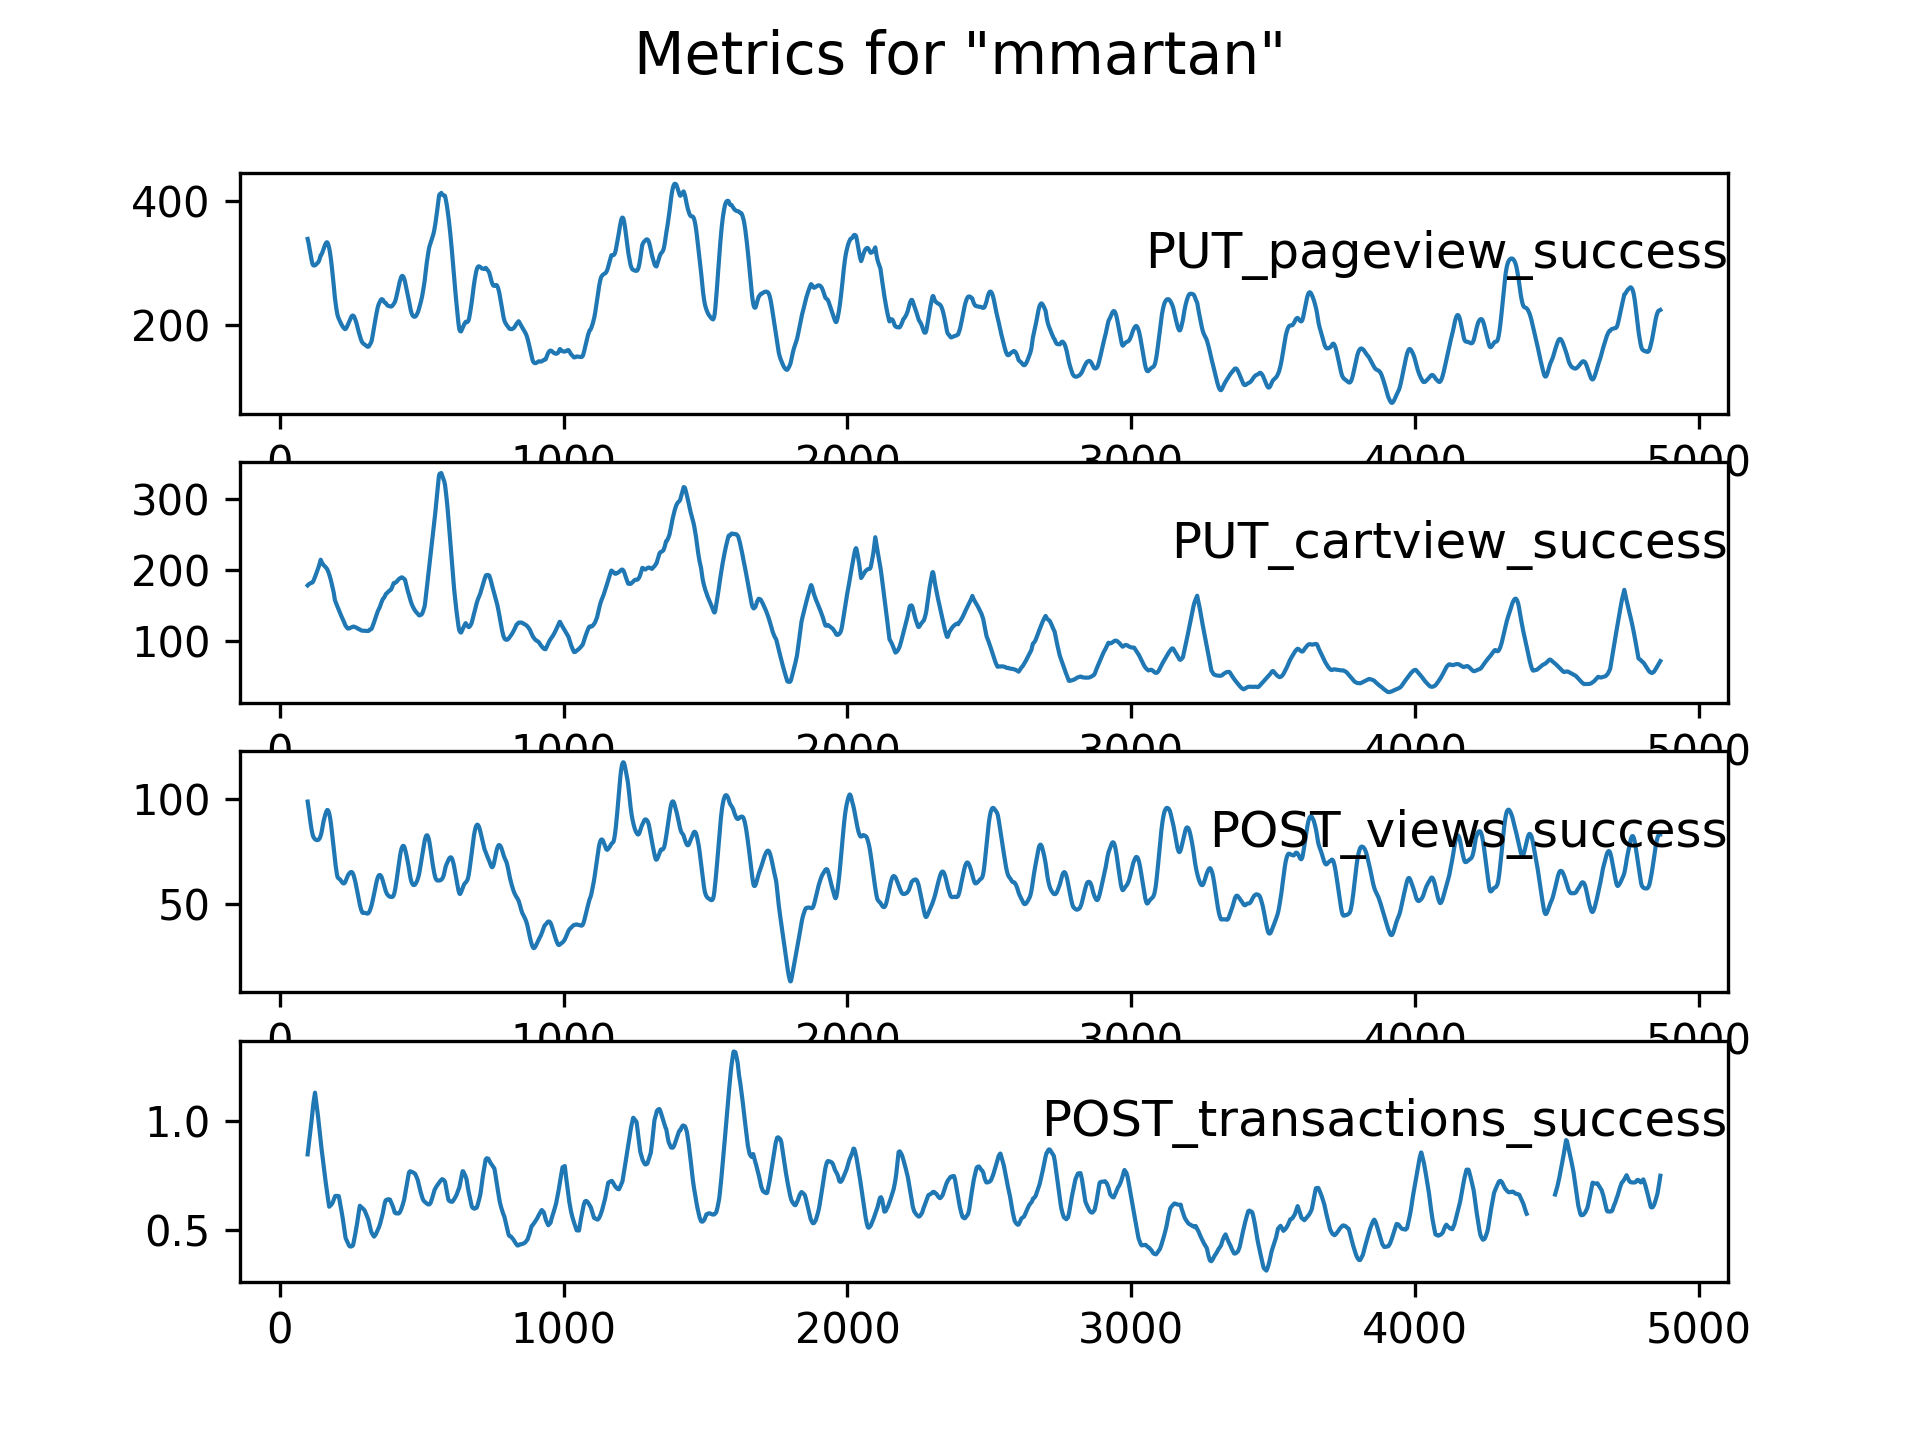 Metrics for "mmartan"
400
200
PUT_pageview_success
0 1000 2000 3000 4000 5000
300
200
100
PUT_cartview_success
0 1000 2000 3000 4000 5000
100
50
POST_views_success
0 1000 2000 3000 4000 5000
1.0
0.5
POST_transactions_success
0 1000 2000 3000 4000 5000